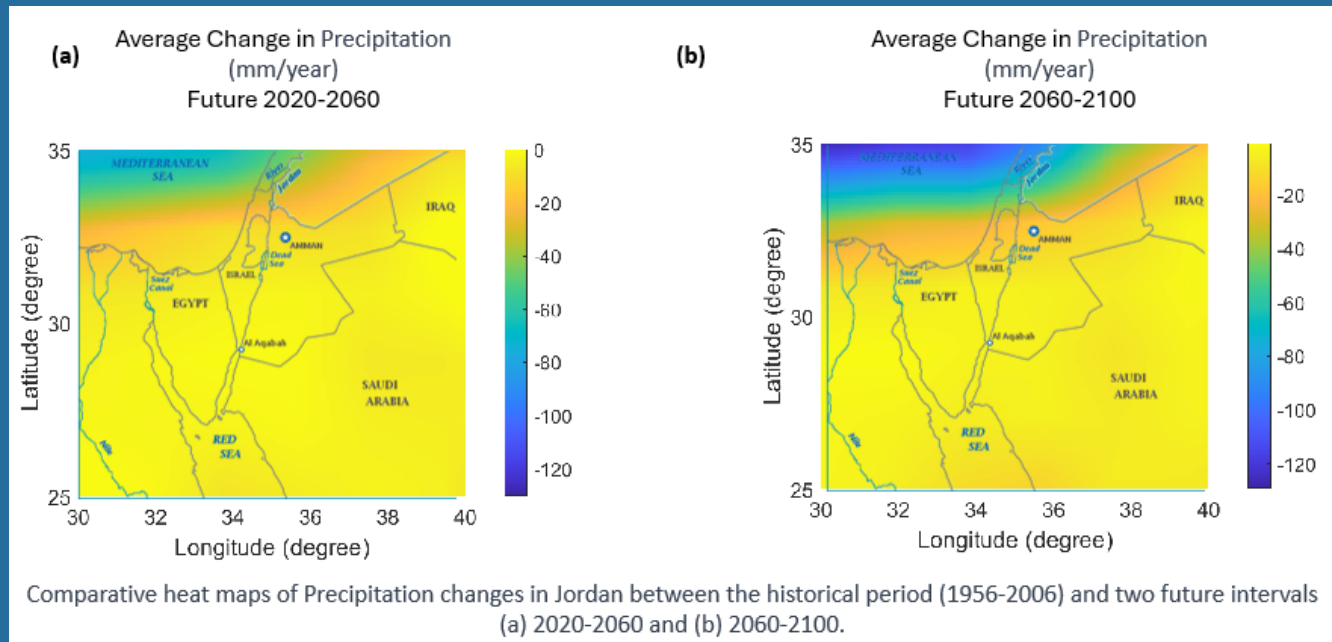 (a)
Average Change in Precipitation
(mm/year)
Future 2020-2060
35
30
25
30
32
34
36
38
40
Latitude (degree)
Longitude (degree)
MEDITERRANEAN
SEA
River
Jordan
IRAQ
AMMAN
Dead
Sea
ISRAEL
Suez
Canal
EGYPT
Al Aqabah
SAUDI
ARABIA
RED
SEA
Nile
0
-20
-40
-60
-80
-100
-120
(b)
Average Change in Precipitation
(mm/year)
Future 2060-2100
35
30
25
30
32
34
36
38
40
Latitude (degree)
Longitude (degree)
MEDITERRANEAN
SEA
River
Jordan
IRAQ
AMMAN
Dead
Sea
ISRAEL
Suez
Canal
EGYPT
Al Aqabah
SAUDI
ARABIA
RED
SEA
Nile
-20
-40
-60
-80
-100
-120
Comparative heat maps of Precipitation changes in Jordan between the historical period (1956-2006) and two future intervals
(a) 2020-2060 and (b) 2060-2100.